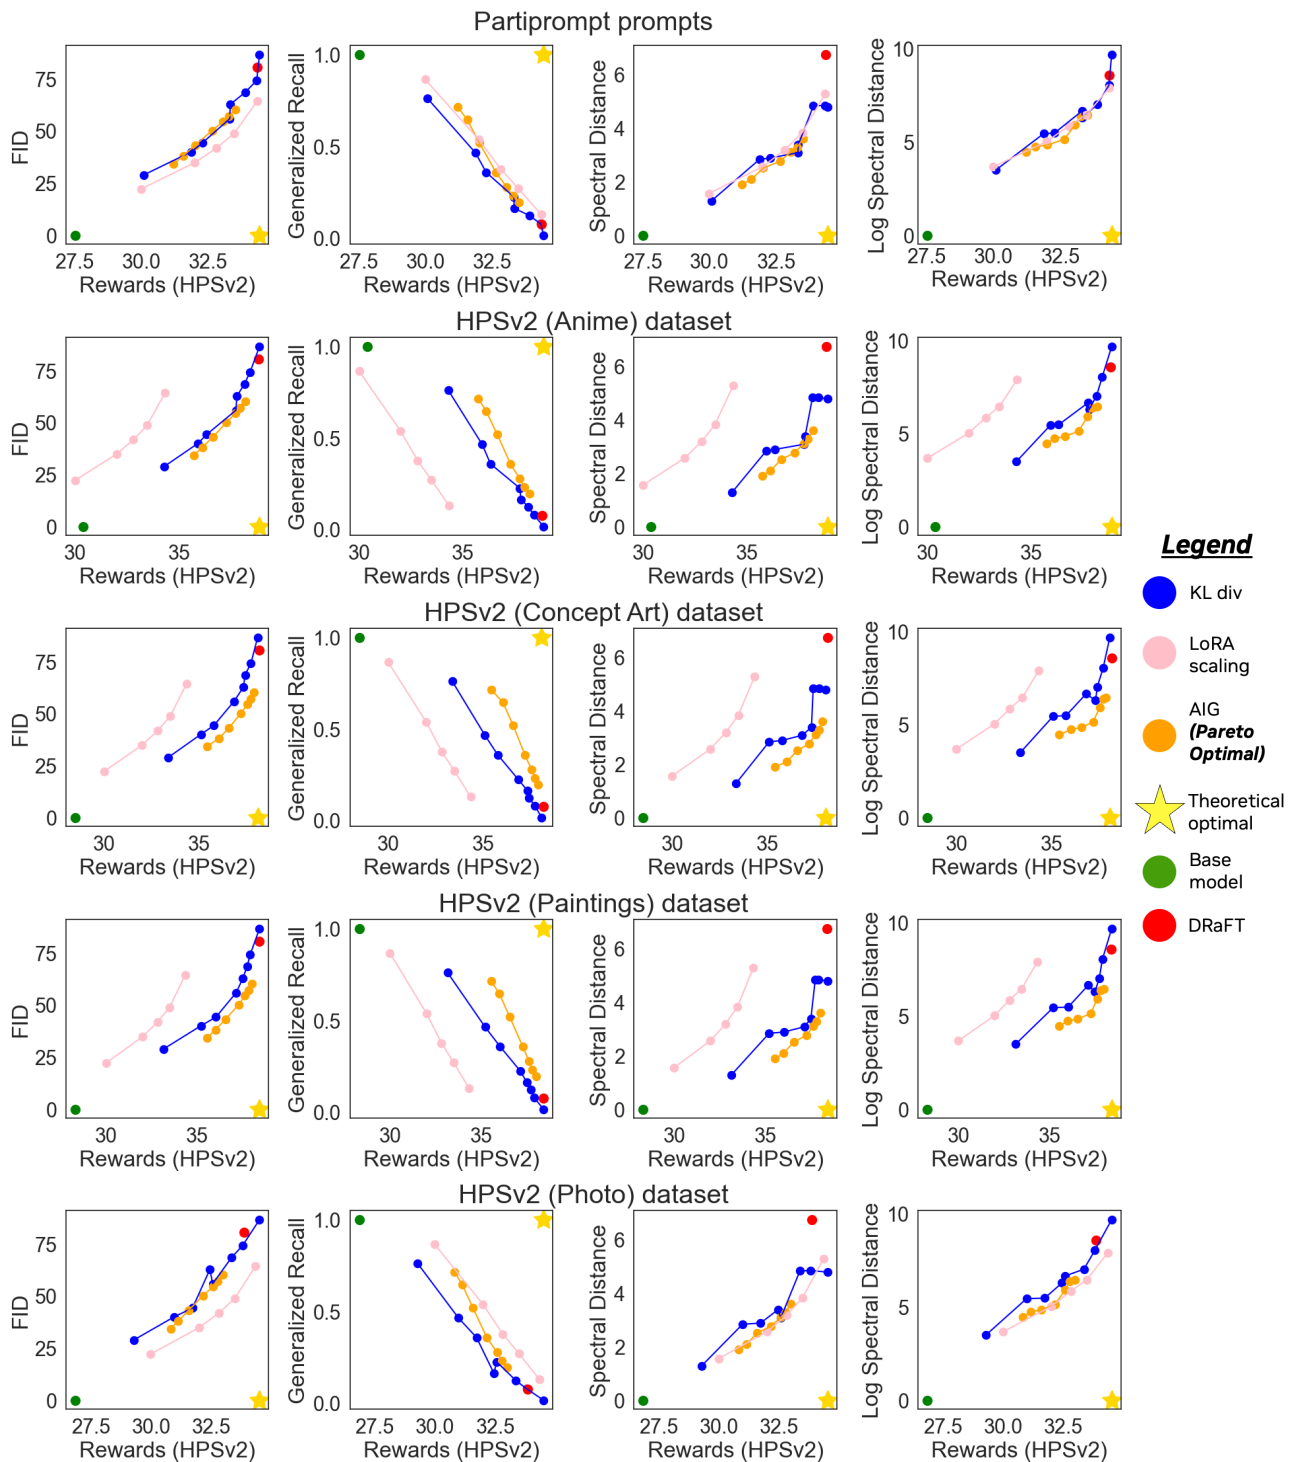 Partiprompt prompts
FID
75
50
25
0
27.5 30.0 32.5
Rewards (HPSv2)
Generalized Recall
1.0
0.5
0.0
27.5 30.0 32.5
Rewards (HPSv2)
Spectral Distance
6
4
2
0
27.5 30.0 32.5
Rewards (HPSv2)
Log Spectral Distance
10
5
0
27.5 30.0 32.5
Rewards (HPSv2)
HPSv2 (Anime) dataset
FID
75
50
25
0
30 35
Rewards (HPSv2)
Generalized Recall
1.0
0.5
0.0
30 35
Rewards (HPSv2)
Spectral Distance
6
4
2
0
30 35
Rewards (HPSv2)
Log Spectral Distance
10
5
0
30 35
Rewards (HPSv2)
HPSv2 (Concept Art) dataset
FID
75
50
25
0
30 35
Rewards (HPSv2)
Generalized Recall
1.0
0.5
0.0
30 35
Rewards (HPSv2)
Spectral Distance
6
4
2
0
30 35
Rewards (HPSv2)
Log Spectral Distance
10
5
0
30 35
Rewards (HPSv2)
HPSv2 (Paintings) dataset
FID
75
50
25
0
30 35
Rewards (HPSv2)
Generalized Recall
1.0
0.5
0.0
30 35
Rewards (HPSv2)
Spectral Distance
6
4
2
0
30 35
Rewards (HPSv2)
Log Spectral Distance
10
5
0
30 35
Rewards (HPSv2)
HPSv2 (Photo) dataset
FID
75
50
25
0
27.5 30.0 32.5
Rewards (HPSv2)
Generalized Recall
1.0
0.5
0.0
27.5 30.0 32.5
Rewards (HPSv2)
Spectral Distance
6
4
2
0
27.5 30.0 32.5
Rewards (HPSv2)
Log Spectral Distance
10
5
0
27.5 30.0 32.5
Rewards (HPSv2)
Legend
KL div
LoRA
scaling
AIG
(Pareto
Optimal)
Theoretical
optimal
Base
model
DRaFT